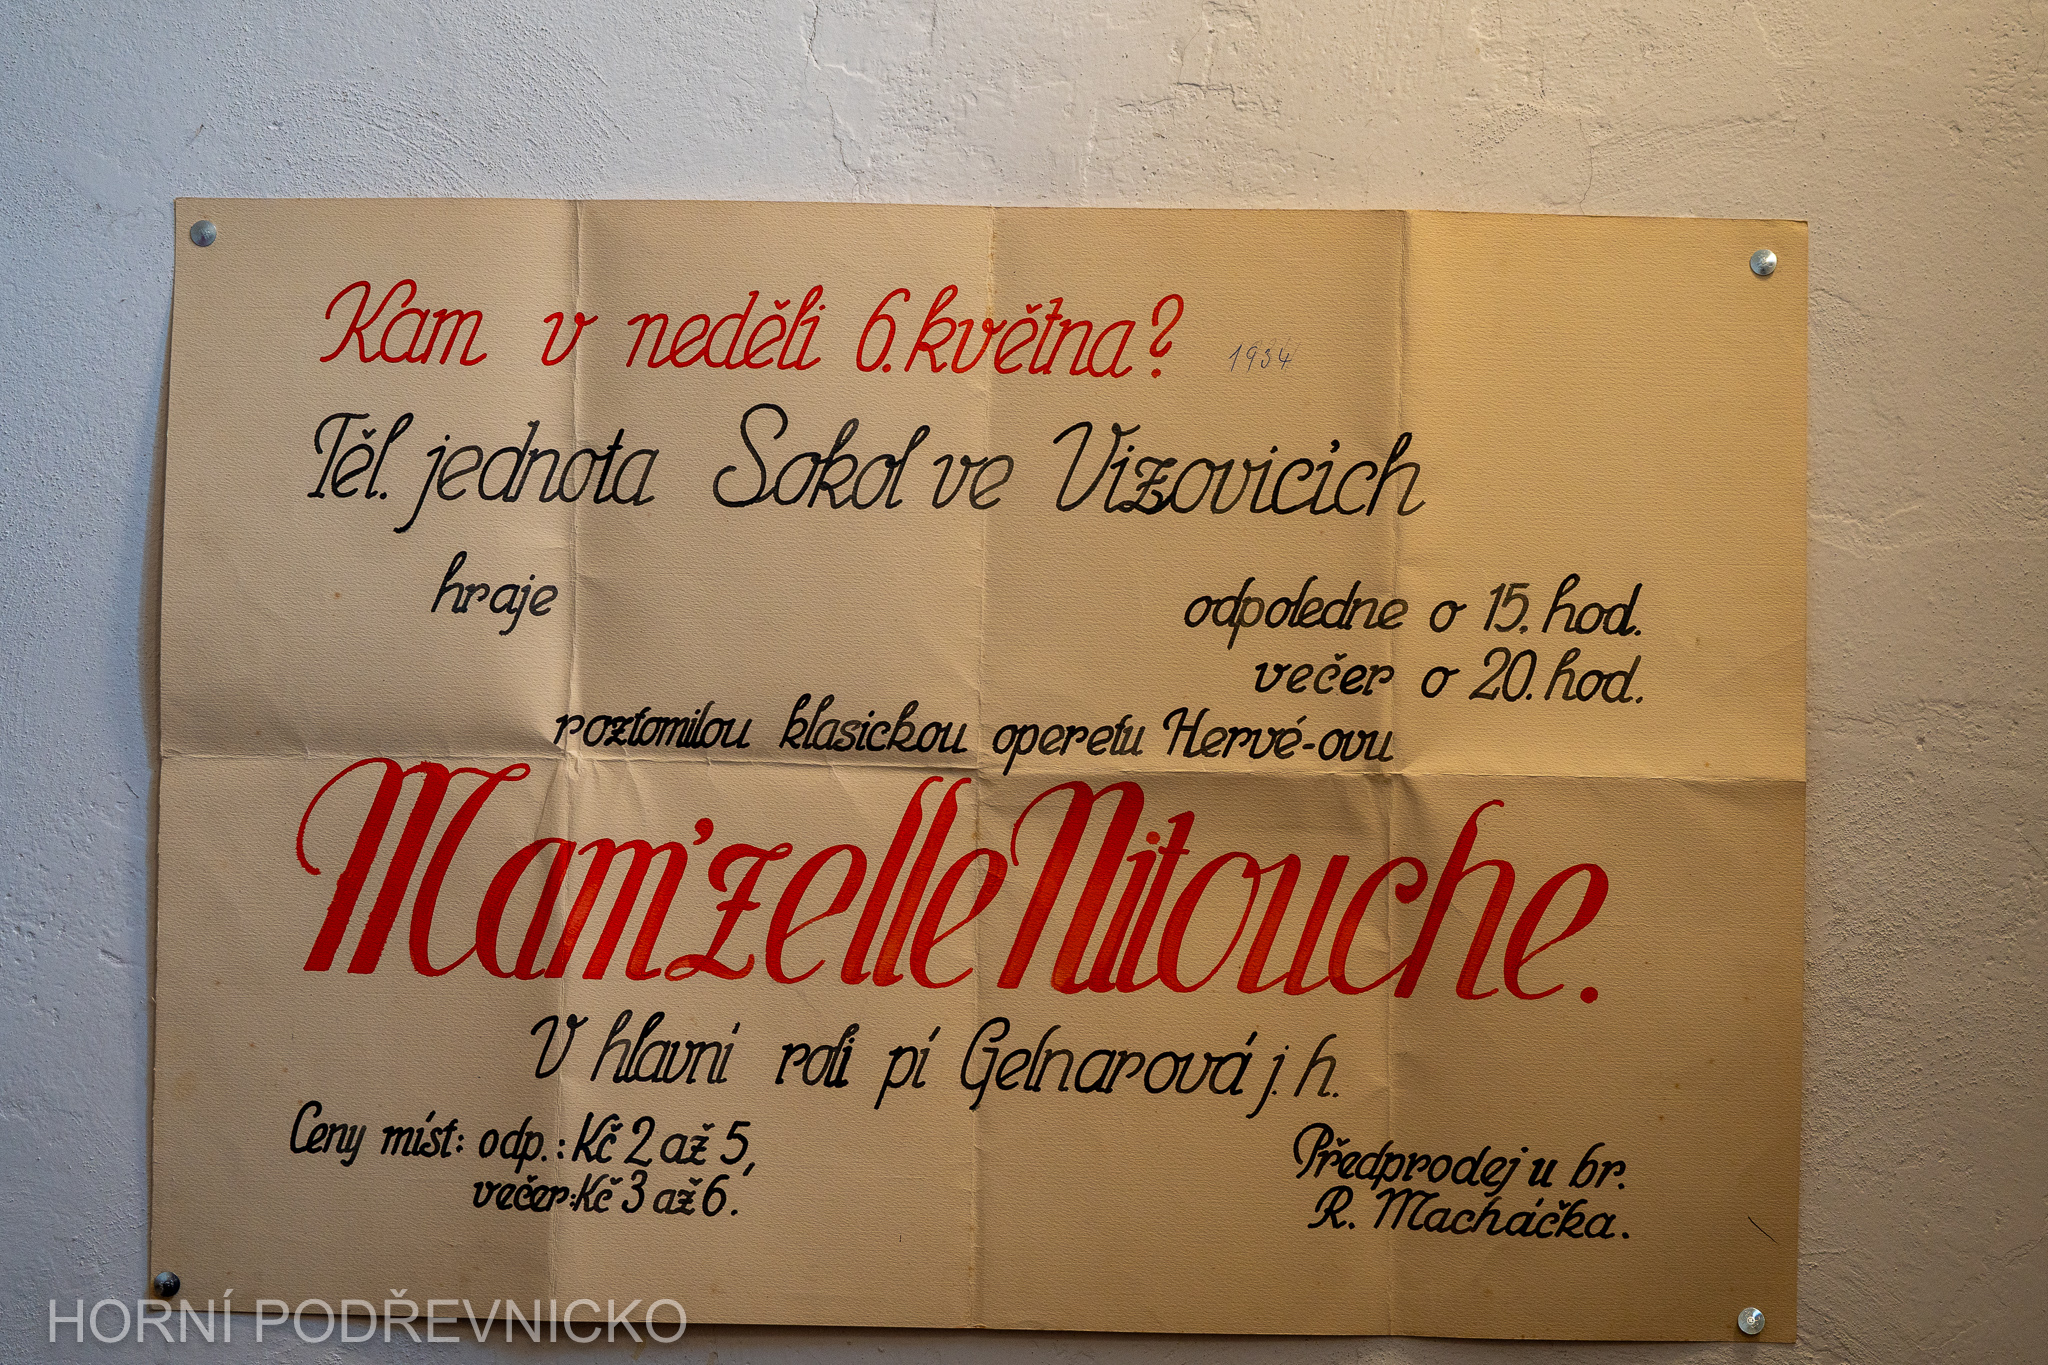 Kam v neděli 6. května? 1934
Těl. jednota Sokol ve Vizovicích
hraje
odpoledne o 15. hod.
večer o 20. hod.
roztomilou klasickou operetu Hervé-ovu
Mam'zelle Nitouche.
V hlavní roli pí Gelnarová j. h.
Ceny míst: odp.: Kč 2 až 5,
večer: Kč 3 až 6.
Předprodej u br.
R. Macháčka.
HORNÍ PODŘEVNICKO